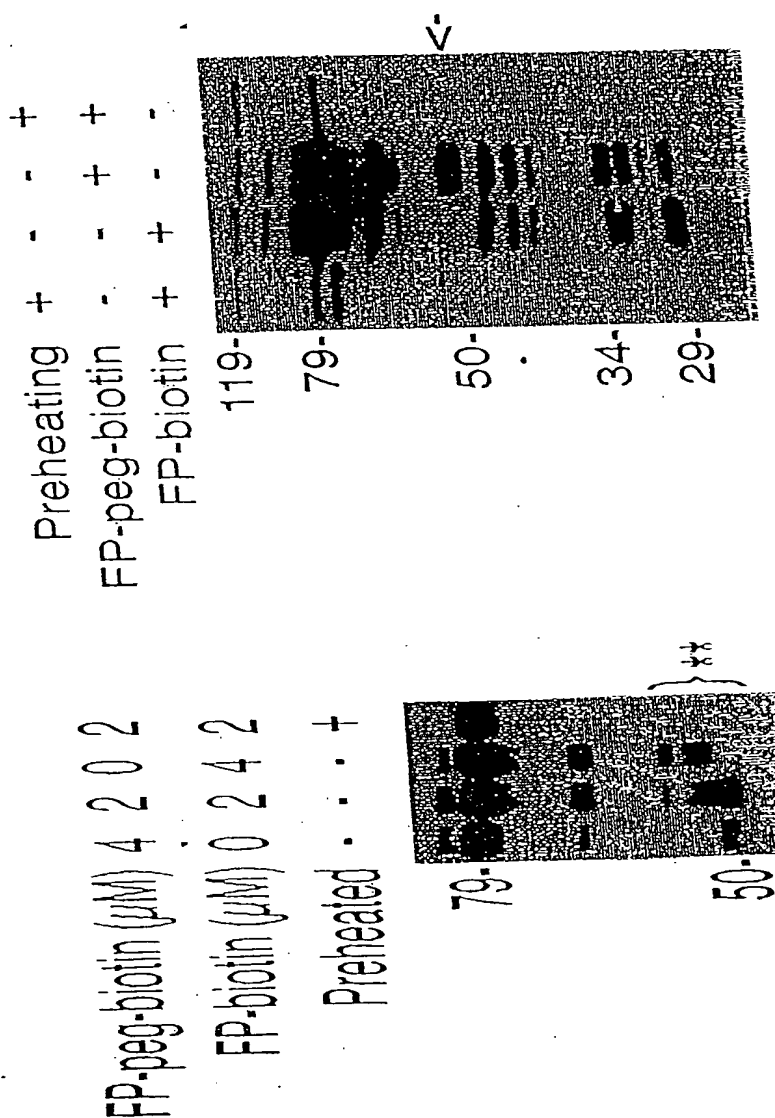 FP-peg-biotin (µM) 4 2 0 2
FP-biotin (µM) 0 2 4 2
Preheated - - - +
79-
50-
Preheating + - - +
FP-peg-biotin - - + +
FP-biotin + + - -
119-
79-
50-
34-
29-